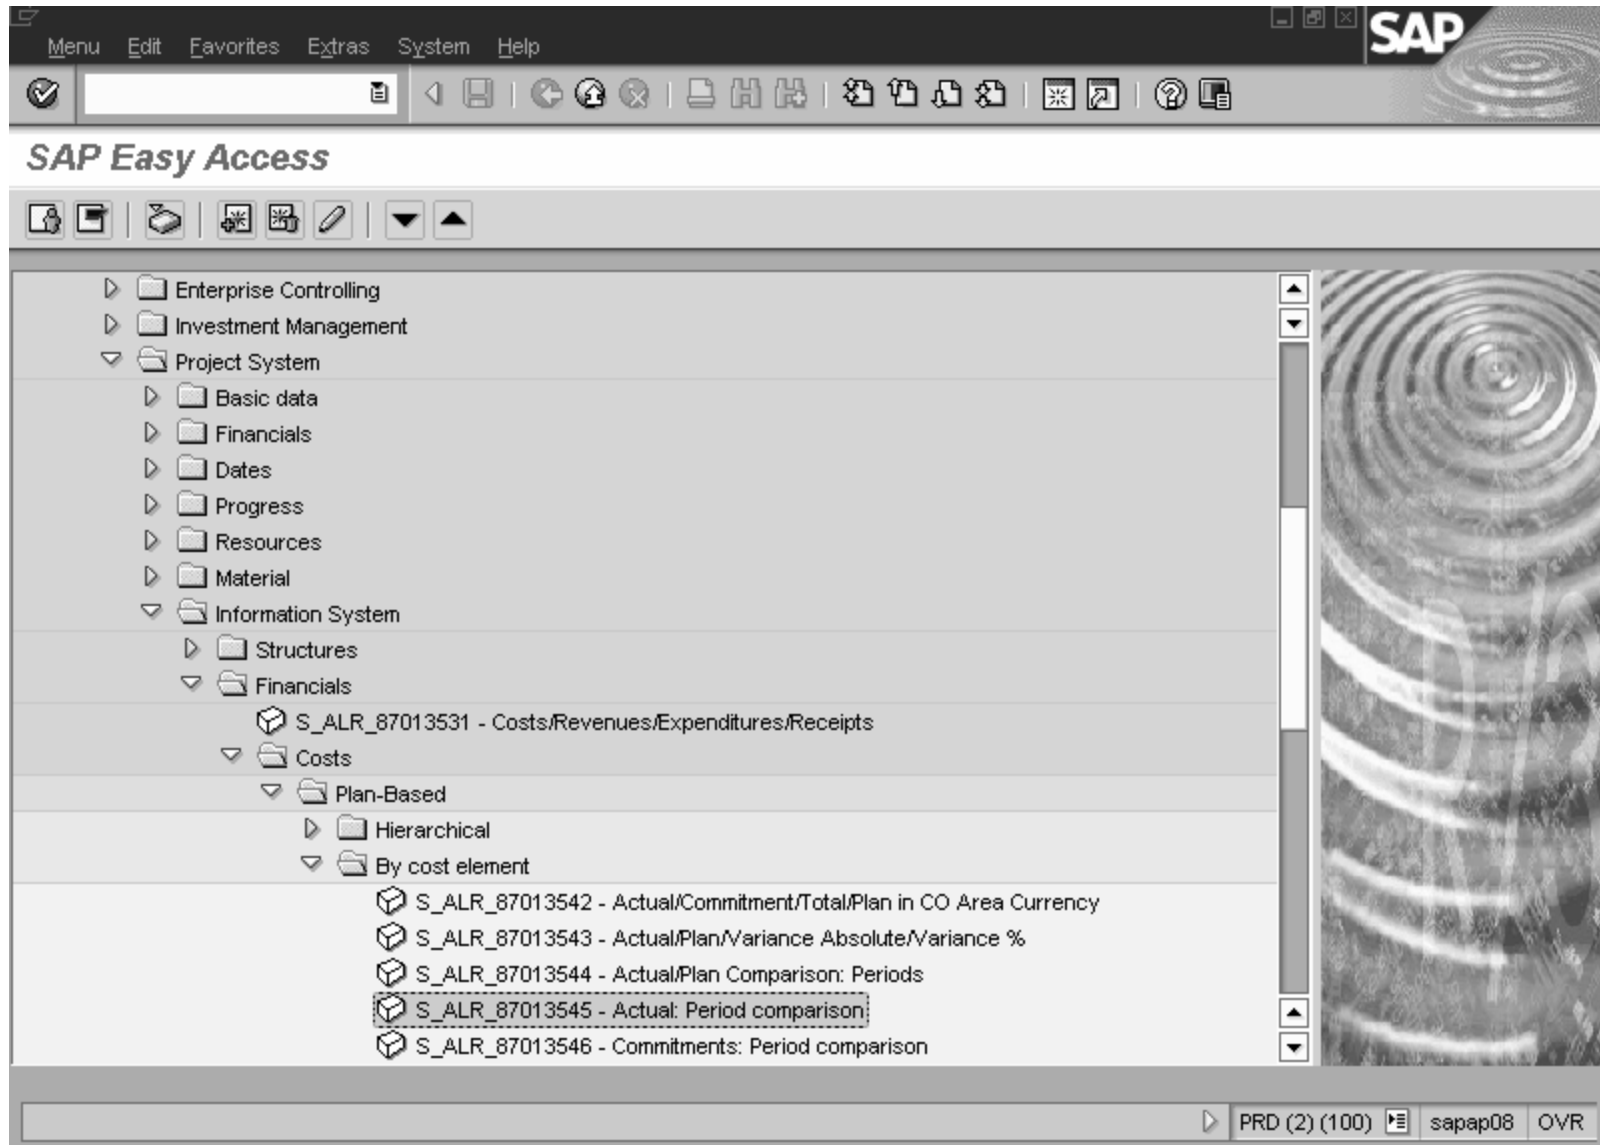 Menu Edit Favorites Extras System Help
SAP
SAP Easy Access
Enterprise Controlling
Investment Management
Project System
Basic data
Financials
Dates
Progress
Resources
Material
Information System
Structures
Financials
S_ALR_87013531 - Costs/Revenues/Expenditures/Receipts
Costs
Plan-Based
Hierarchical
By cost element
S_ALR_87013542 - Actual/Commitment/Total/Plan in CO Area Currency
S_ALR_87013543 - Actual/Plan/Variance Absolute/Variance %
S_ALR_87013544 - Actual/Plan Comparison: Periods
S_ALR_87013545 - Actual: Period comparison
S_ALR_87013546 - Commitments: Period comparison
PRD (2) (100) sapap08 OVR